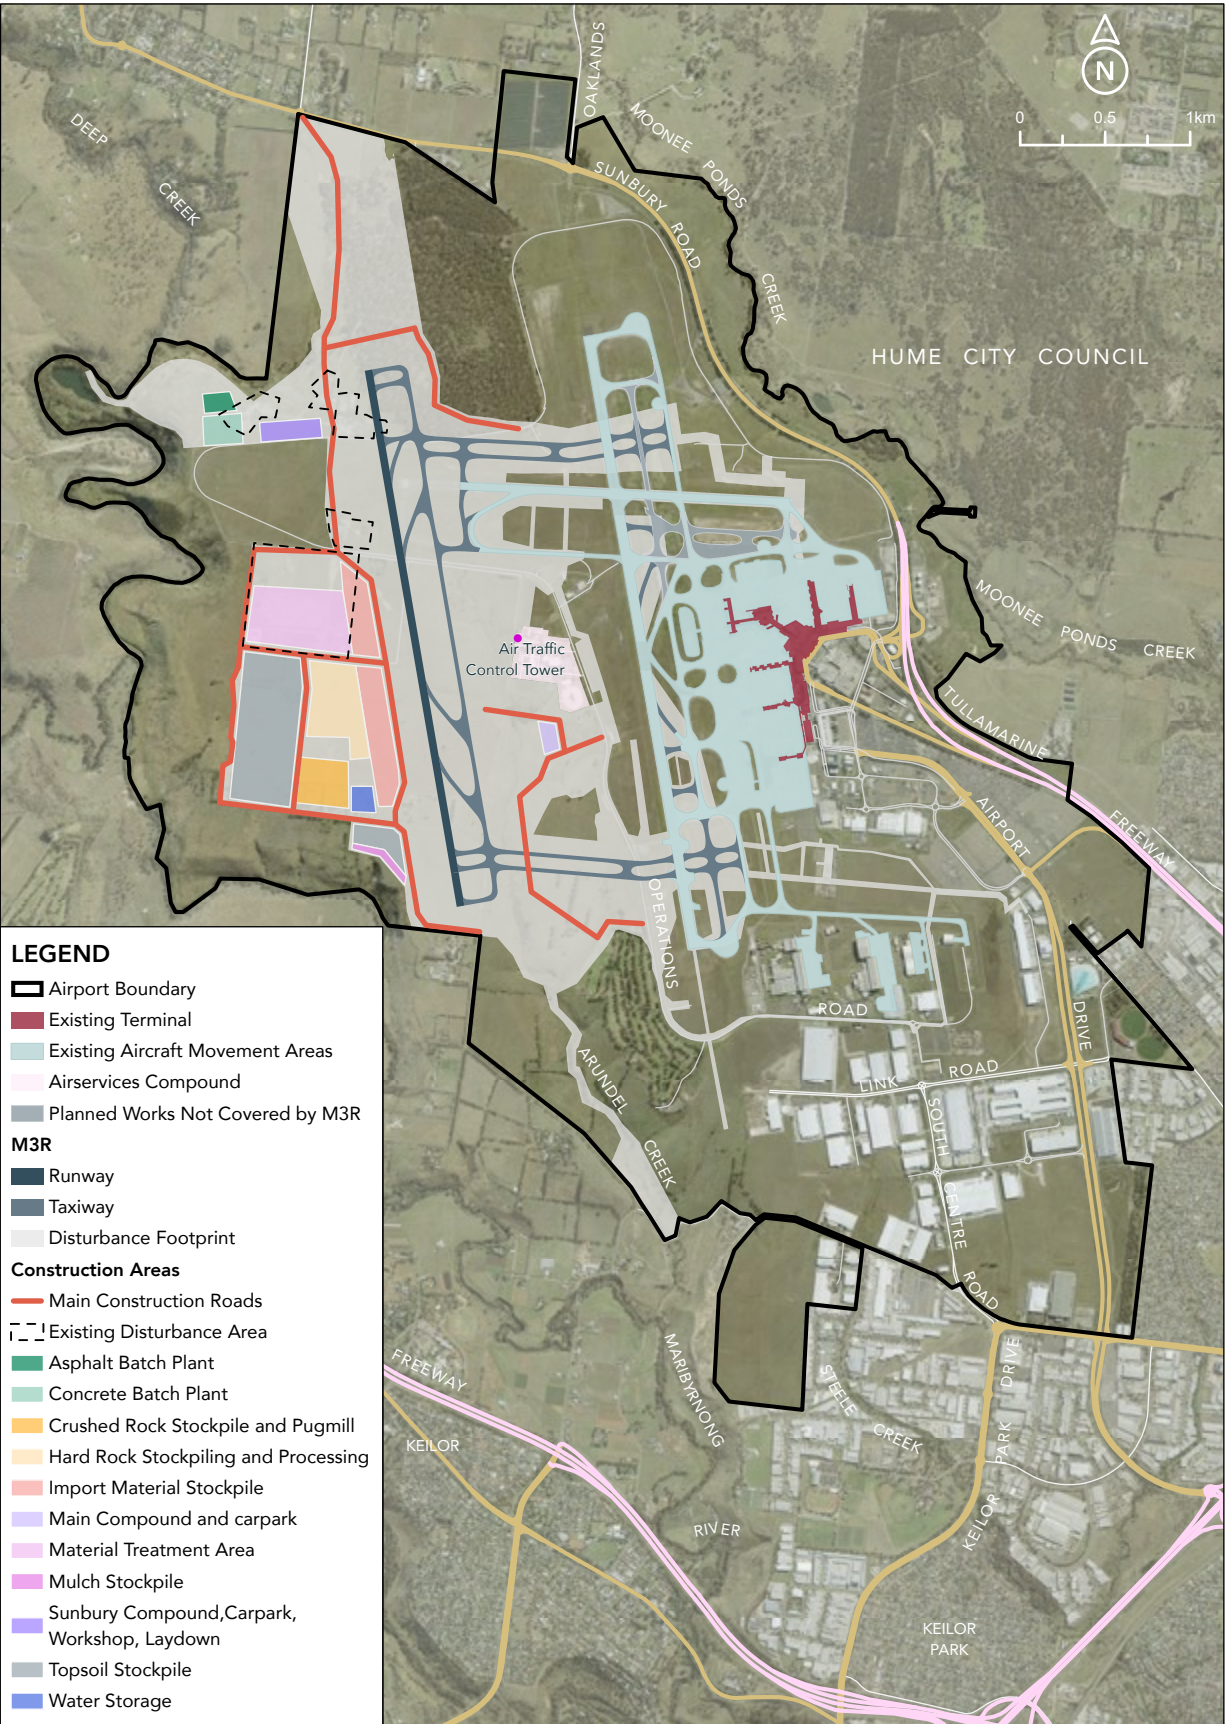 OAKLANDS
MOONEE PONDS
CREEK
SUNBURY ROAD
N
0 0.5 1km
DEEP
CREEK
HUME CITY COUNCIL
MOONEE PONDS CREEK
Air Traffic
Control Tower
TULLAMARINE
FREEWAY
AIRPORT
DRIVE
OPERATIONS
ROAD
LINK ROAD
SOUTH
CENTRE
ROAD
ARUNDEL
CREEK
LEGEND
Airport Boundary
Existing Terminal
Existing Aircraft Movement Areas
Airservices Compound
Planned Works Not Covered by M3R
M3R
Runway
Taxiway
Disturbance Footprint
Construction Areas
Main Construction Roads
Existing Disturbance Area
Asphalt Batch Plant
Concrete Batch Plant
Crushed Rock Stockpile and Pugmill
Hard Rock Stockpiling and Processing
Import Material Stockpile
Main Compound and carpark
Material Treatment Area
Mulch Stockpile
Sunbury Compound,Carpark,
Workshop, Laydown
Topsoil Stockpile
Water Storage
FREEWAY
KEILOR
MARIBYRNONG
RIVER
STEELE
CREEK
KEILOR PARK DRIVE
KEILOR
PARK